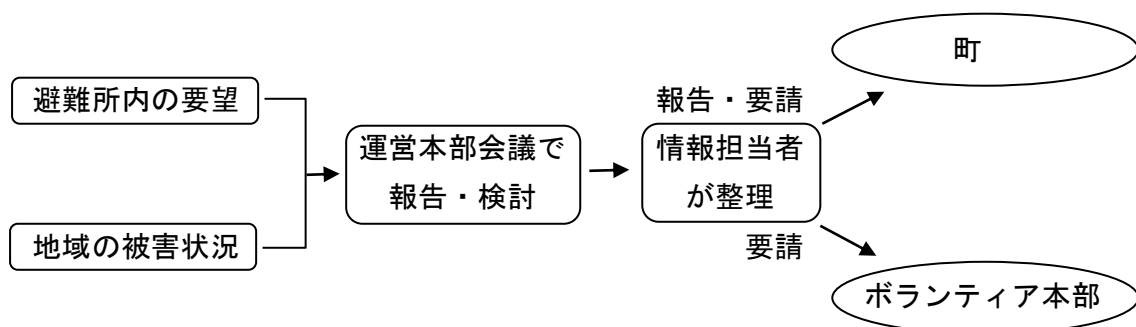 避難所内の要望
地域の被害状況
運営本部会議で
報告・検討
報告・要請
情報担当者
が整理
要請
町
ボランティア本部